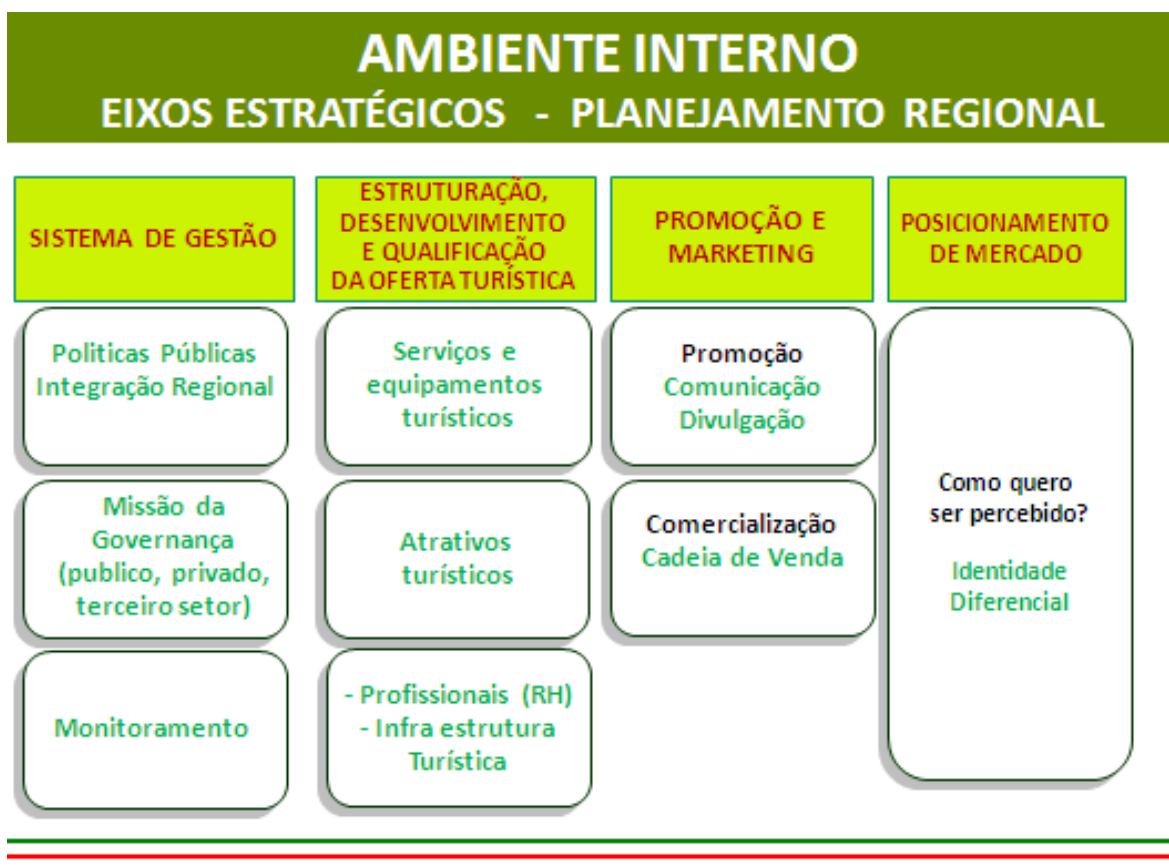 AMBIENTE INTERNO
EIXOS ESTRATÉGICOS - PLANEJAMENTO REGIONAL
SISTEMA DE GESTÃO
Politicas Públicas
Integração Regional
Missão da
Governança
(publico, privado,
terceiro setor)
Monitoramento
ESTRUTURAÇÃO,
DESENVOLVIMENTO
E QUALIFICAÇÃO
DA OFERTA TURÍSTICA
Serviços e
equipamentos
turísticos
Atrativos
turísticos
- Profissionais (RH)
- Infra estrutura
Turística
PROMOÇÃO E
MARKETING
Promoção
Comunicação
Divulgação
Comercialização
Cadeia de Venda
POSICIONAMENTO
DE MERCADO
Como quero
ser percebido?
Identidade
Diferencial